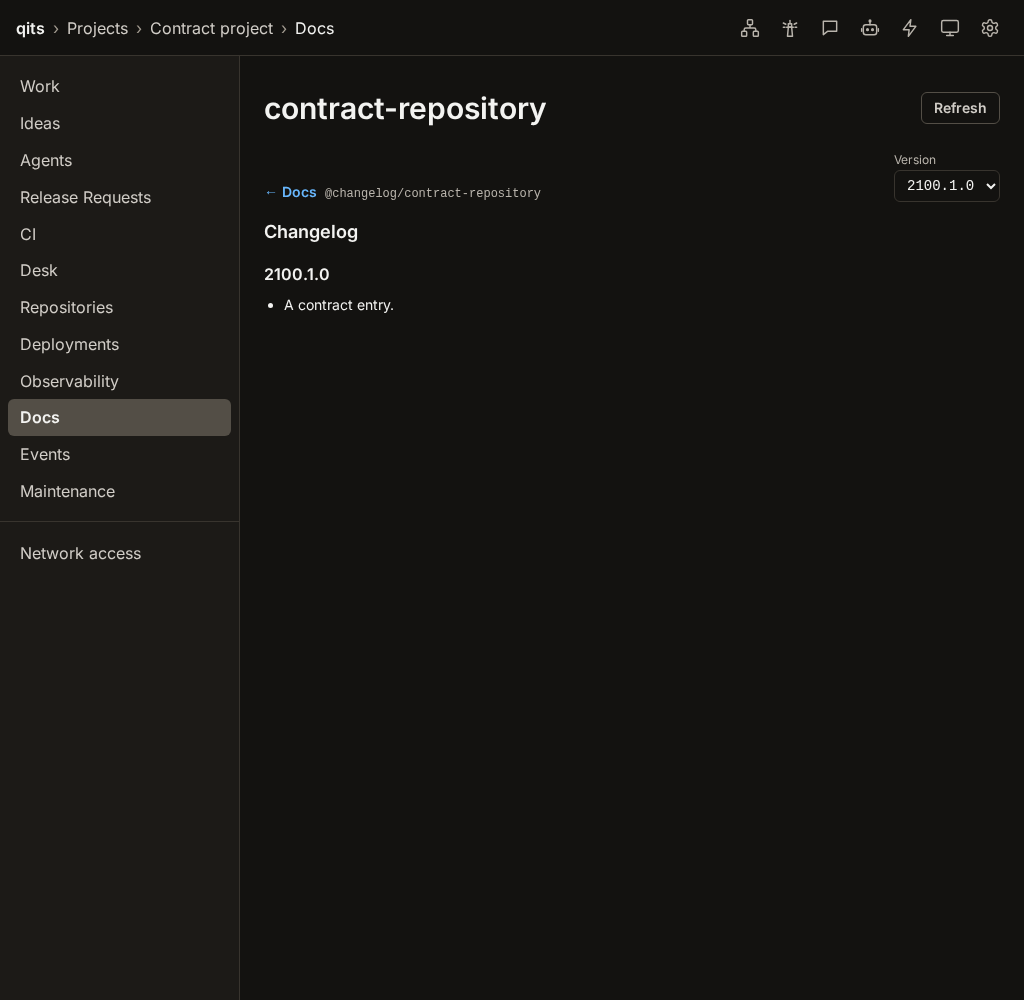 qits › Projects › Contract project › Docs
Work
Ideas
Agents
Release Requests
CI
Desk
Repositories
Deployments
Observability
Docs
Events
Maintenance
Network access
contract-repository
Refresh
Version
2100.1.0
← Docs @changelog/contract-repository
Changelog
2100.1.0
• A contract entry.